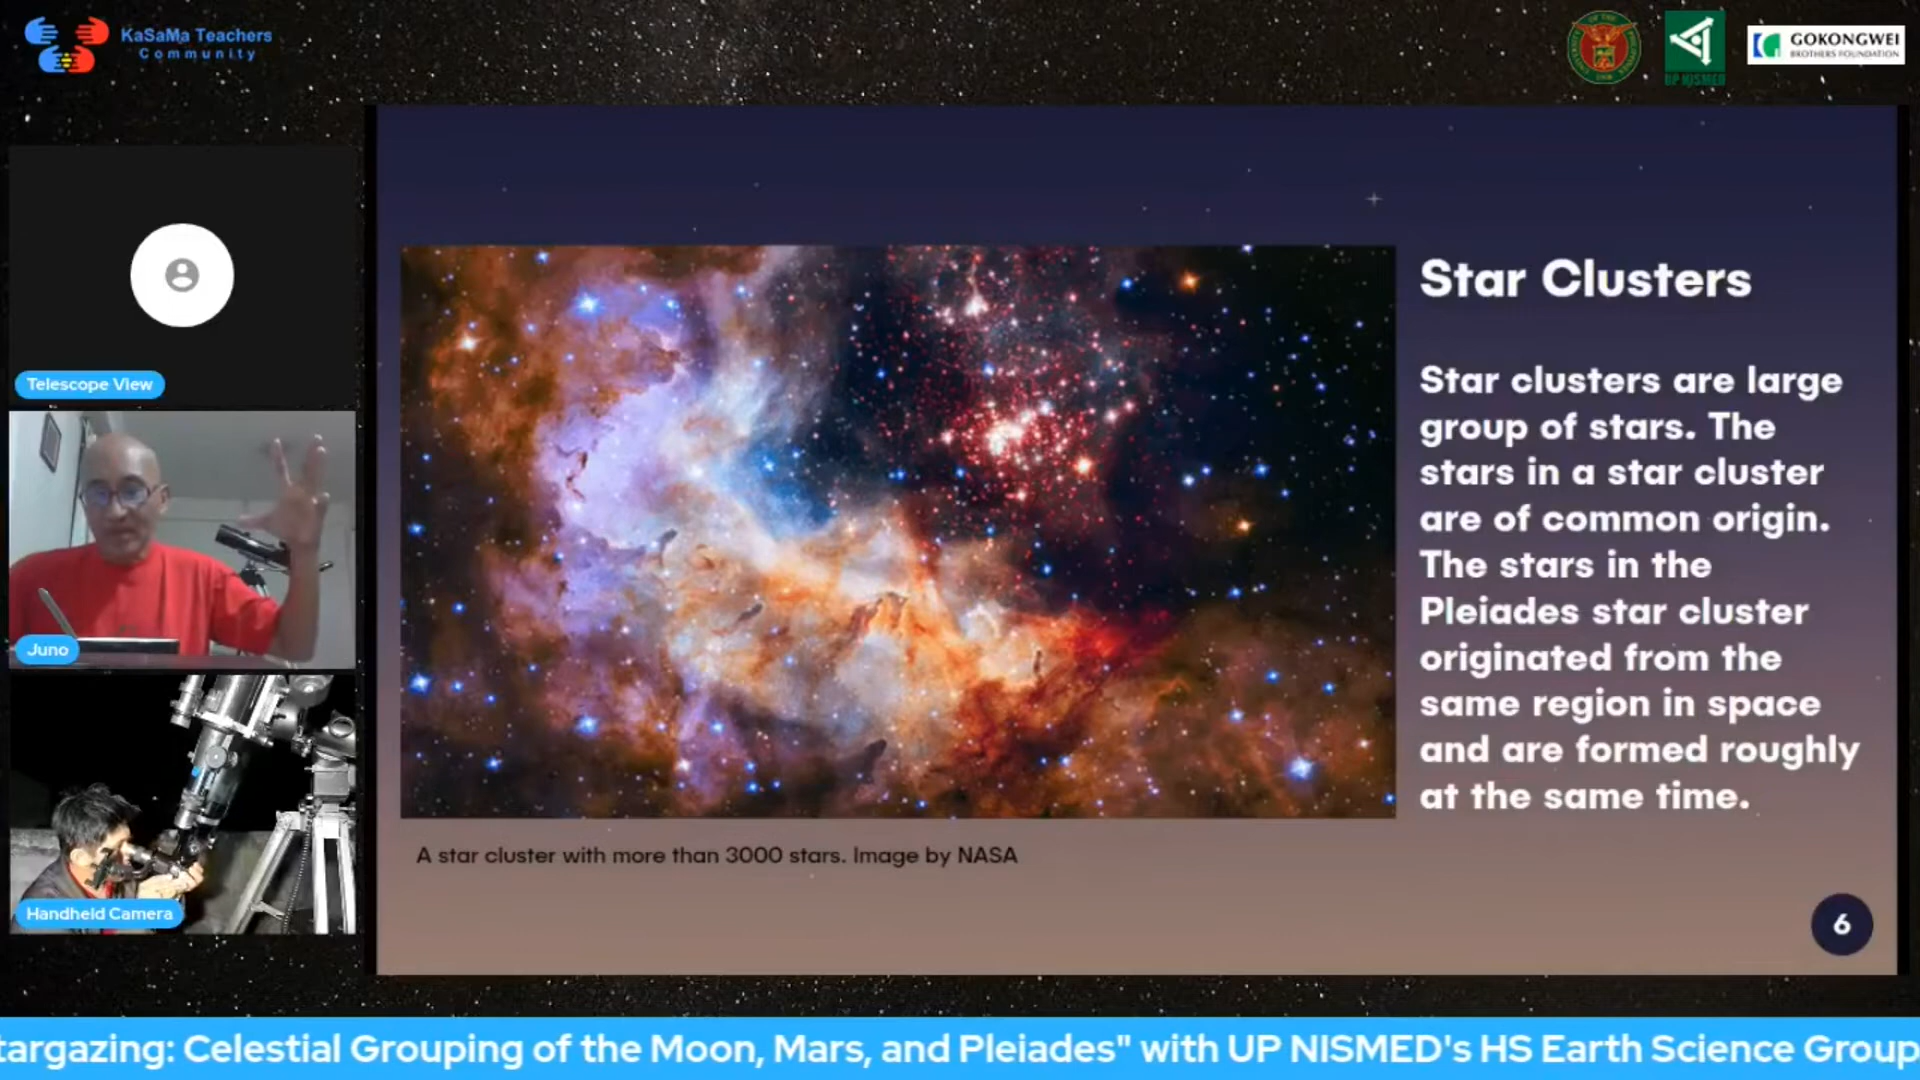 KaSaMa Teachers
Community
UP NISMED
GOKONGWEI
BROTHERS FOUNDATION
Telescope View
Juno
Handheld Camera
Star Clusters
Star clusters are large
group of stars. The
stars in a star cluster
are of common origin.
The stars in the
Pleiades star cluster
originated from the
same region in space
and are formed roughly
at the same time.
A star cluster with more than 3000 stars. Image by NASA
6
targazing: Celestial Grouping of the Moon, Mars, and Pleiades" with UP NISMED's HS Earth Science Group